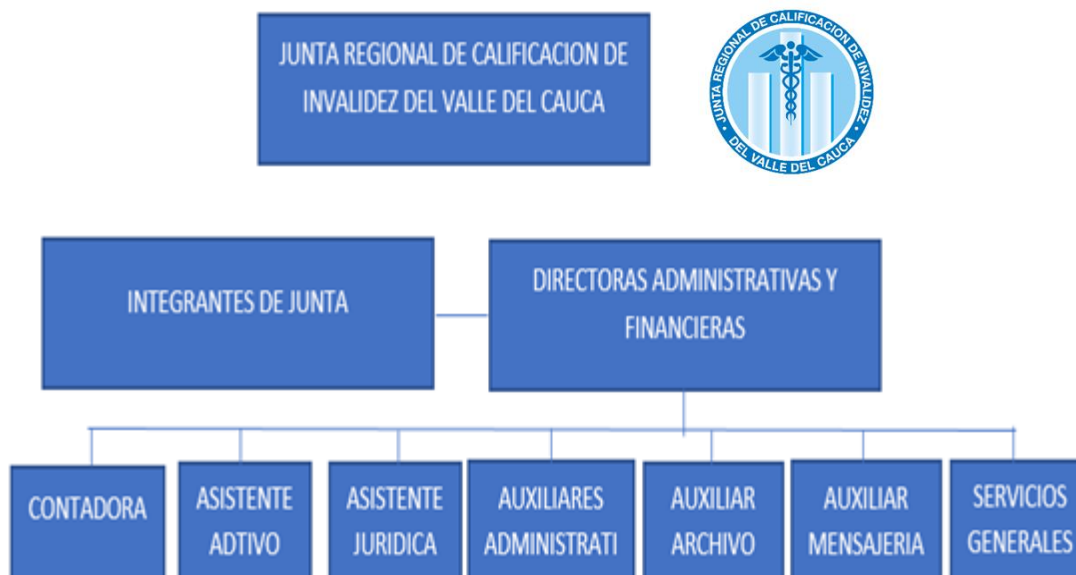 JUNTA REGIONAL DE CALIFICACION DE
INVALIDEZ DEL VALLE DEL CAUCA
JUNTA REGIONAL DE CALIFICACION DE INVALIDEZ
DEL VALLE DEL CAUCA
INTEGRANTES DE JUNTA
DIRECTORAS ADMINISTRATIVAS Y
FINANCIERAS
CONTADORA
ASISTENTE
ADTIVO
ASISTENTE
JURIDICA
AUXILIARES
ADMINISTRATI
AUXILIAR
ARCHIVO
AUXILIAR
MENSAJERIA
SERVICIOS
GENERALES